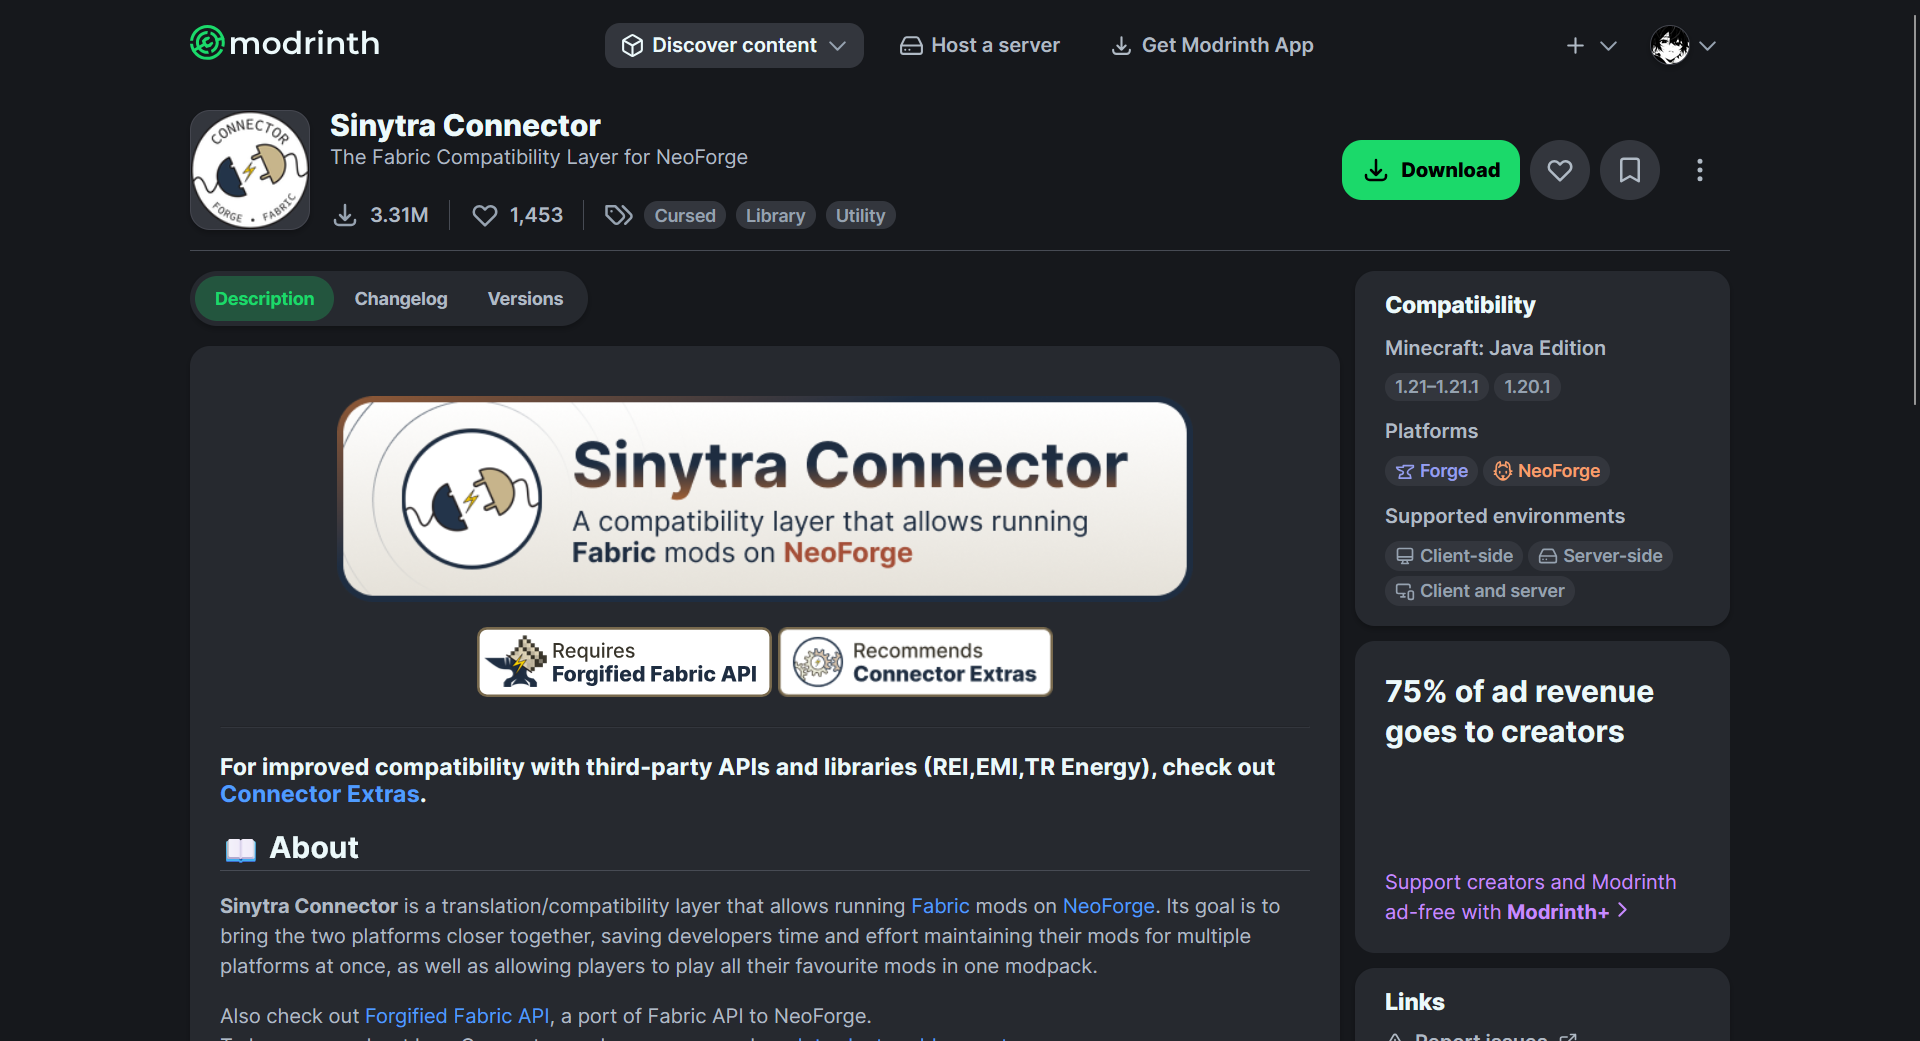 modrinth
Discover content
Host a server
Get Modrinth App
CONNECTOR
FORGE • FABRIC
Sinytra Connector
The Fabric Compatibility Layer for NeoForge
3.31M
1,453
Cursed
Library
Utility
Download
Description
Changelog
Versions
Sinytra Connector
A compatibility layer that allows running
Fabric mods on NeoForge
Requires
Forgified Fabric API
Recommends
Connector Extras
For improved compatibility with third-party APIs and libraries (REI,EMI,TR Energy), check out
Connector Extras.
About
Sinytra Connector is a translation/compatibility layer that allows running Fabric mods on NeoForge. Its goal is to
bring the two platforms closer together, saving developers time and effort maintaining their mods for multiple
platforms at once, as well as allowing players to play all their favourite mods in one modpack.
Also check out Forgified Fabric API, a port of Fabric API to NeoForge.
Compatibility
Minecraft: Java Edition
1.21–1.21.1
1.20.1
Platforms
Forge
NeoForge
Supported environments
Client-side
Server-side
Client and server
75% of ad revenue
goes to creators
Support creators and Modrinth
ad-free with Modrinth+
Links
Report issues